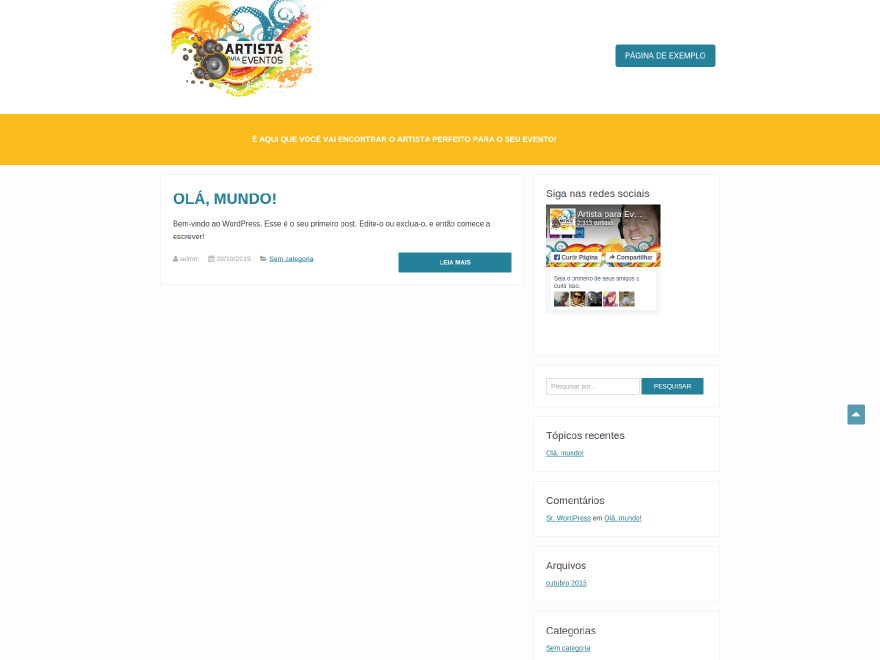 ARTISTA
PARA EVENTOS
PÁGINA DE EXEMPLO
É AQUI QUE VOCÊ VAI ENCONTRAR O ARTISTA PERFEITO PARA O SEU EVENTO!
OLÁ, MUNDO!
Bem-vindo ao WordPress. Esse é o seu primeiro post. Edite-o ou exclua-o, e então comece a
escrever!
admin 23/10/2015 Sem categoria
LEIA MAIS
Siga nas redes sociais
Artista para Ev...
2.313 curtidas
Curtir Página Compartilhar
Seja o primeiro de seus amigos a
curtir isso.
Pesquisar por...
PESQUISAR
Tópicos recentes
Olá, mundo!
Comentários
Sr. WordPress em Olá, mundo!
Arquivos
outubro 2015
Categorias
Sem categoria